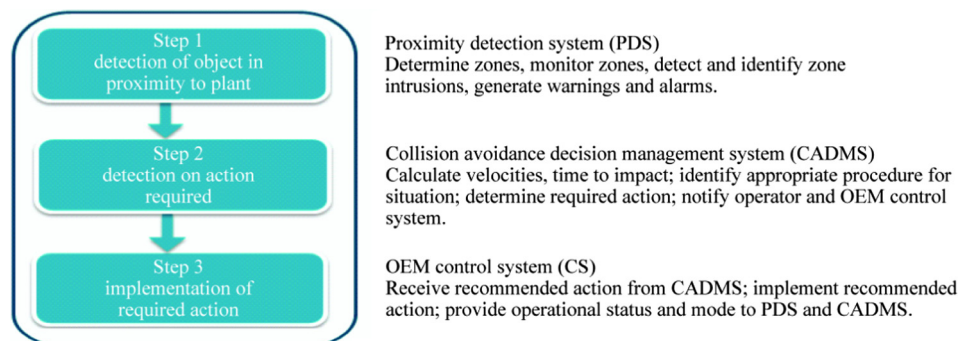 Step 1
detection of object in
proximity to plant
Proximity detection system (PDS)
Determine zones, monitor zones, detect and identify zone
intrusions, generate warnings and alarms.
Step 2
detection on action
required
Collision avoidance decision management system (CADMS)
Calculate velocities, time to impact; identify appropriate procedure for
situation; determine required action; notify operator and OEM control
system.
Step 3
implementation of
required action
OEM control system (CS)
Receive recommended action from CADMS; implement recommended
action; provide operational status and mode to PDS and CADMS.